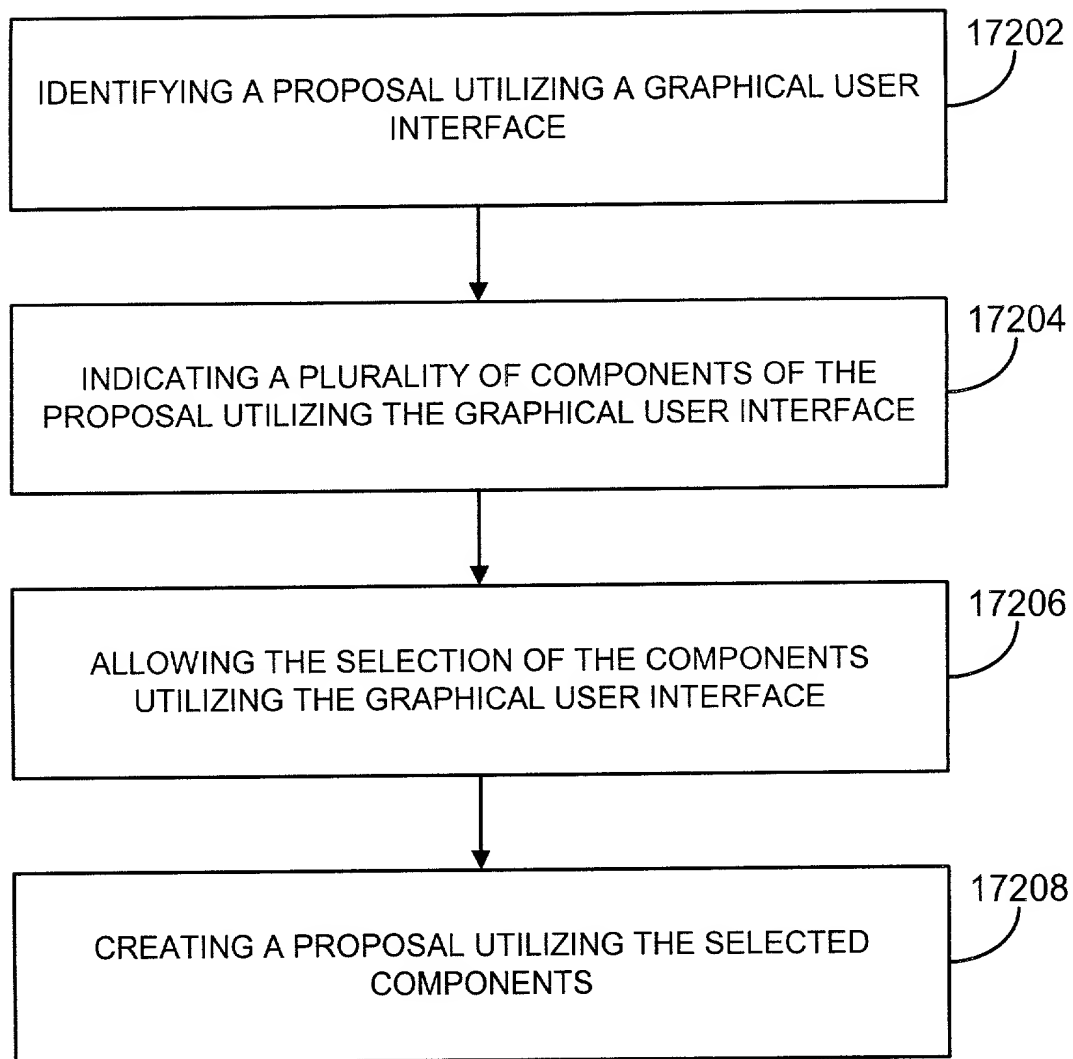 17202
IDENTIFYING A PROPOSAL UTILIZING A GRAPHICAL USER
INTERFACE
17204
INDICATING A PLURALITY OF COMPONENTS OF THE
PROPOSAL UTILIZING THE GRAPHICAL USER INTERFACE
17206
ALLOWING THE SELECTION OF THE COMPONENTS
UTILIZING THE GRAPHICAL USER INTERFACE
17208
CREATING A PROPOSAL UTILIZING THE SELECTED
COMPONENTS